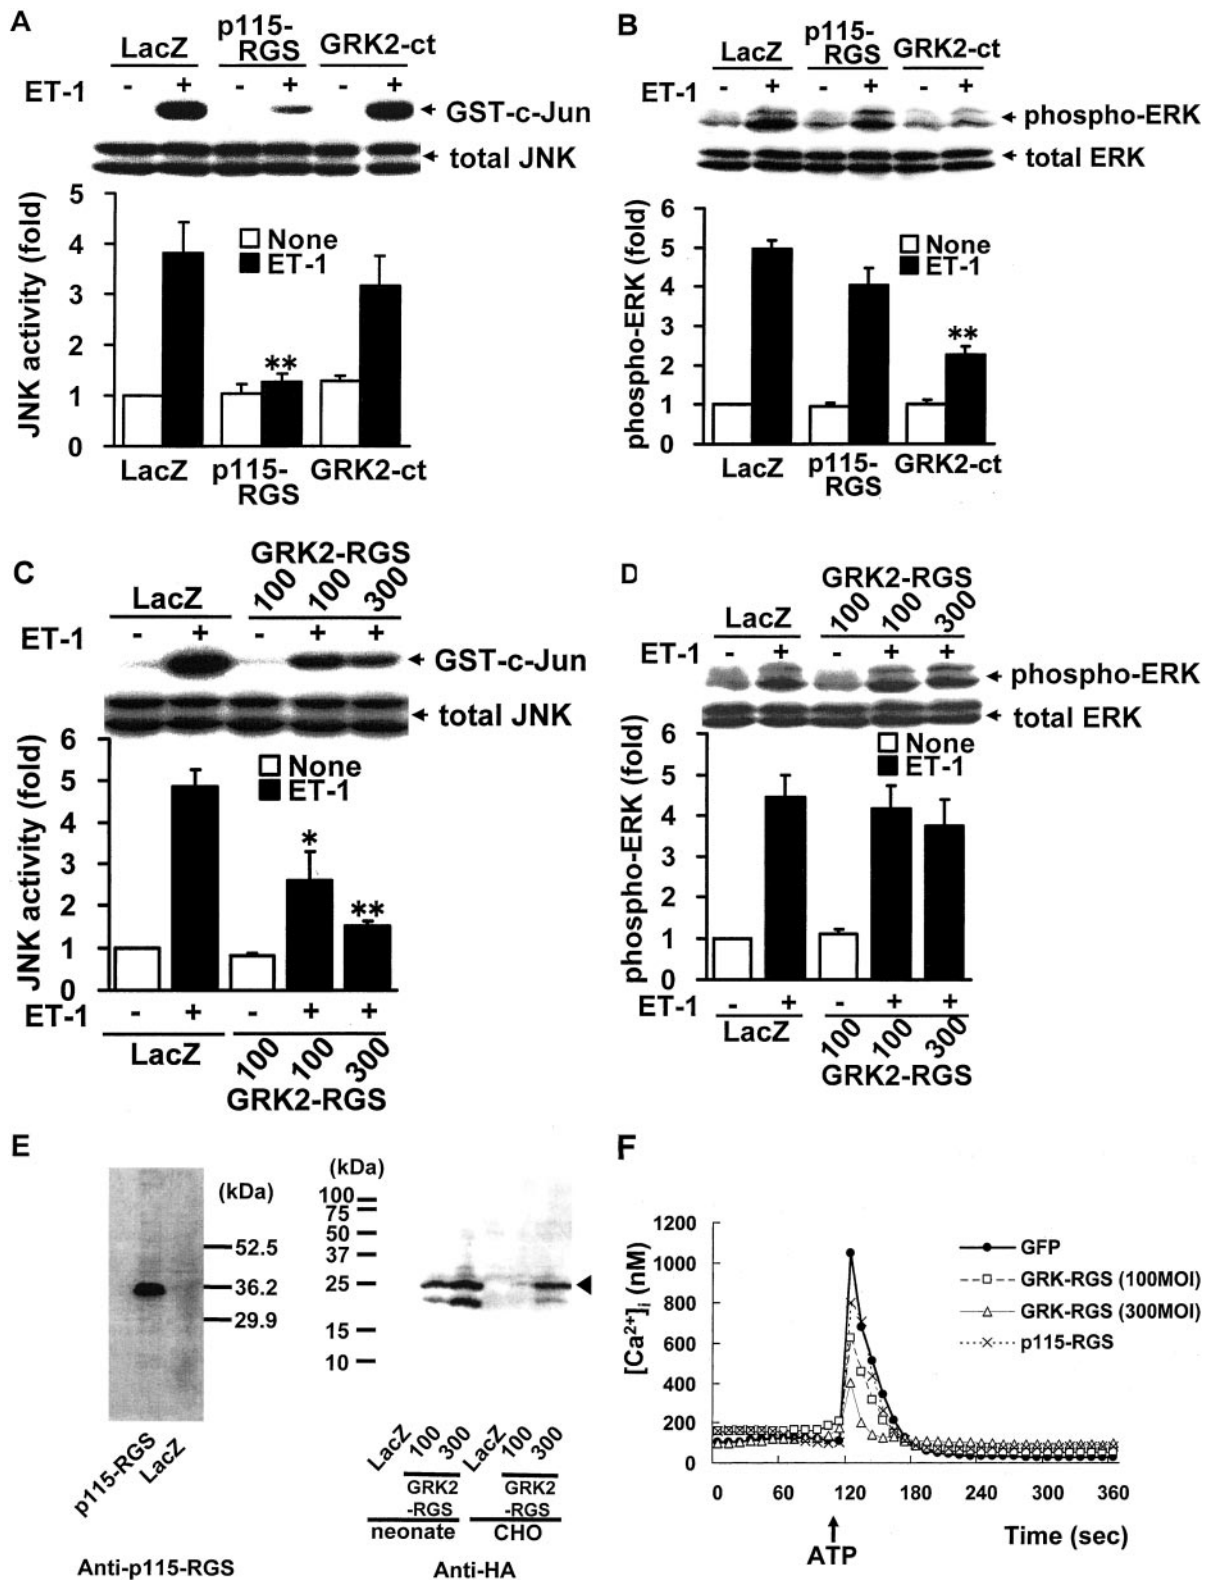 A
LacZ
p115-
RGS
GRK2-ct
ET-1
- + - + - +
GST-c-Jun
total JNK
JNK activity (fold)
5
4
3
2
1
0
None
ET-1
**
LacZ
p115-
RGS
GRK2-ct
B
LacZ
p115-
RGS
GRK2-ct
ET-1
- + - + - +
phospho-ERK
total ERK
phospho-ERK (fold)
6
5
4
3
2
1
0
None
ET-1
**
LacZ
p115-
RGS
GRK2-ct
C
GRK2-RGS
LacZ
100 100 300
ET-1
- + - + +
GST-c-Jun
total JNK
JNK activity (fold)
6
5
4
3
2
1
0
None
ET-1
*
**
ET-1 - + - + +
LacZ
100 100 300
GRK2-RGS
D
GRK2-RGS
LacZ
100 100 300
ET-1 - + - + +
phospho-ERK
total ERK
phospho-ERK (fold)
6
5
4
3
2
1
0
None
ET-1
ET-1 - + - + +
LacZ
100 100 300
GRK2-RGS
E
(kDa)
52.5
36.2
29.9
p115-RGS
LacZ
Anti-p115-RGS
(kDa)
100
75
50
37
25
15
10
LacZ 100 300 LacZ 100 300
GRK2 GRK2
-RGS -RGS
neonate CHO
Anti-HA
F
[Ca2+]i (nM)
1200
1000
800
600
400
200
0
GFP
GRK-RGS (100MOI)
GRK-RGS (300MOI)
p115-RGS
0 60 120 180 240 300 360
ATP
Time (sec)